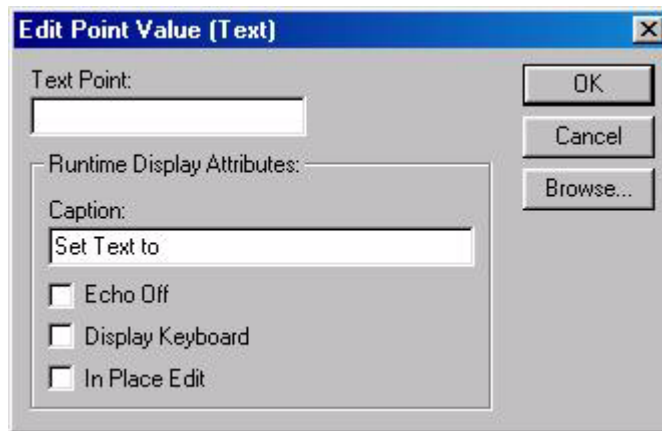 Edit Point Value (Text)
Text Point:
OK
Cancel
Browse...
Runtime Display Attributes:
Caption:
Set Text to
Echo Off
Display Keyboard
In Place Edit